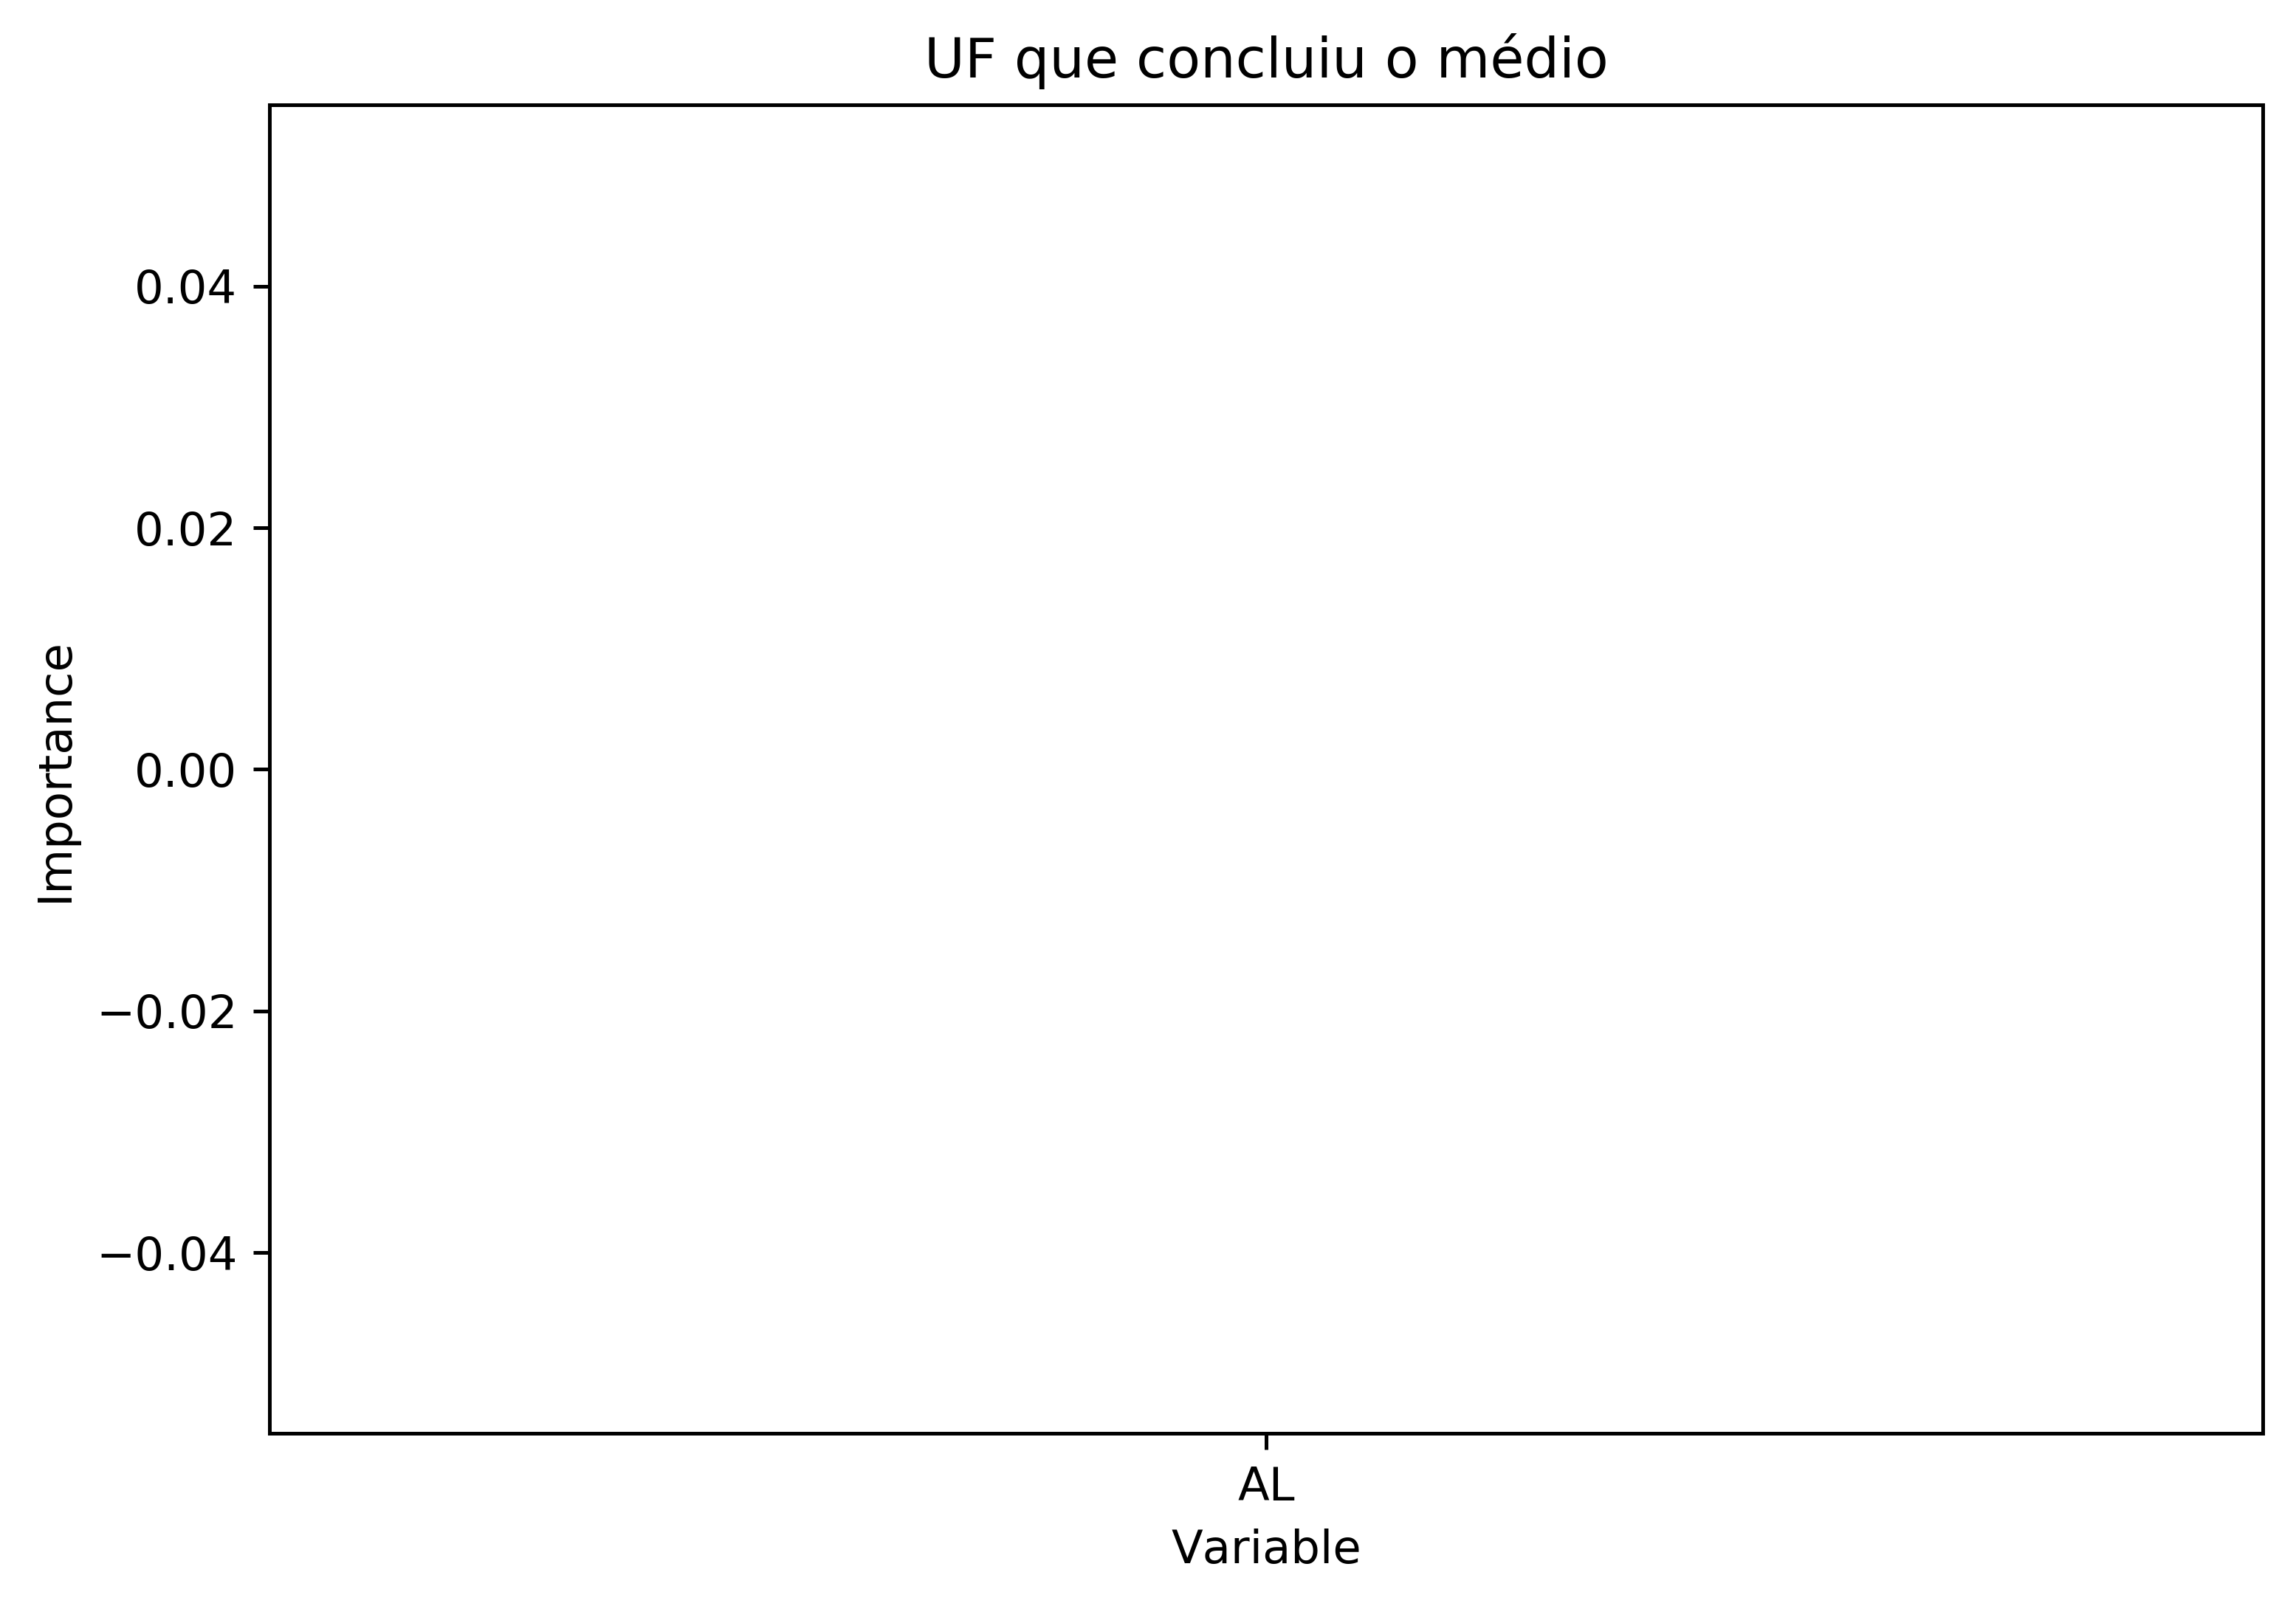 UF que concluiu o médio
0.04
0.02
0.00
−0.02
−0.04
Importance
AL
Variable